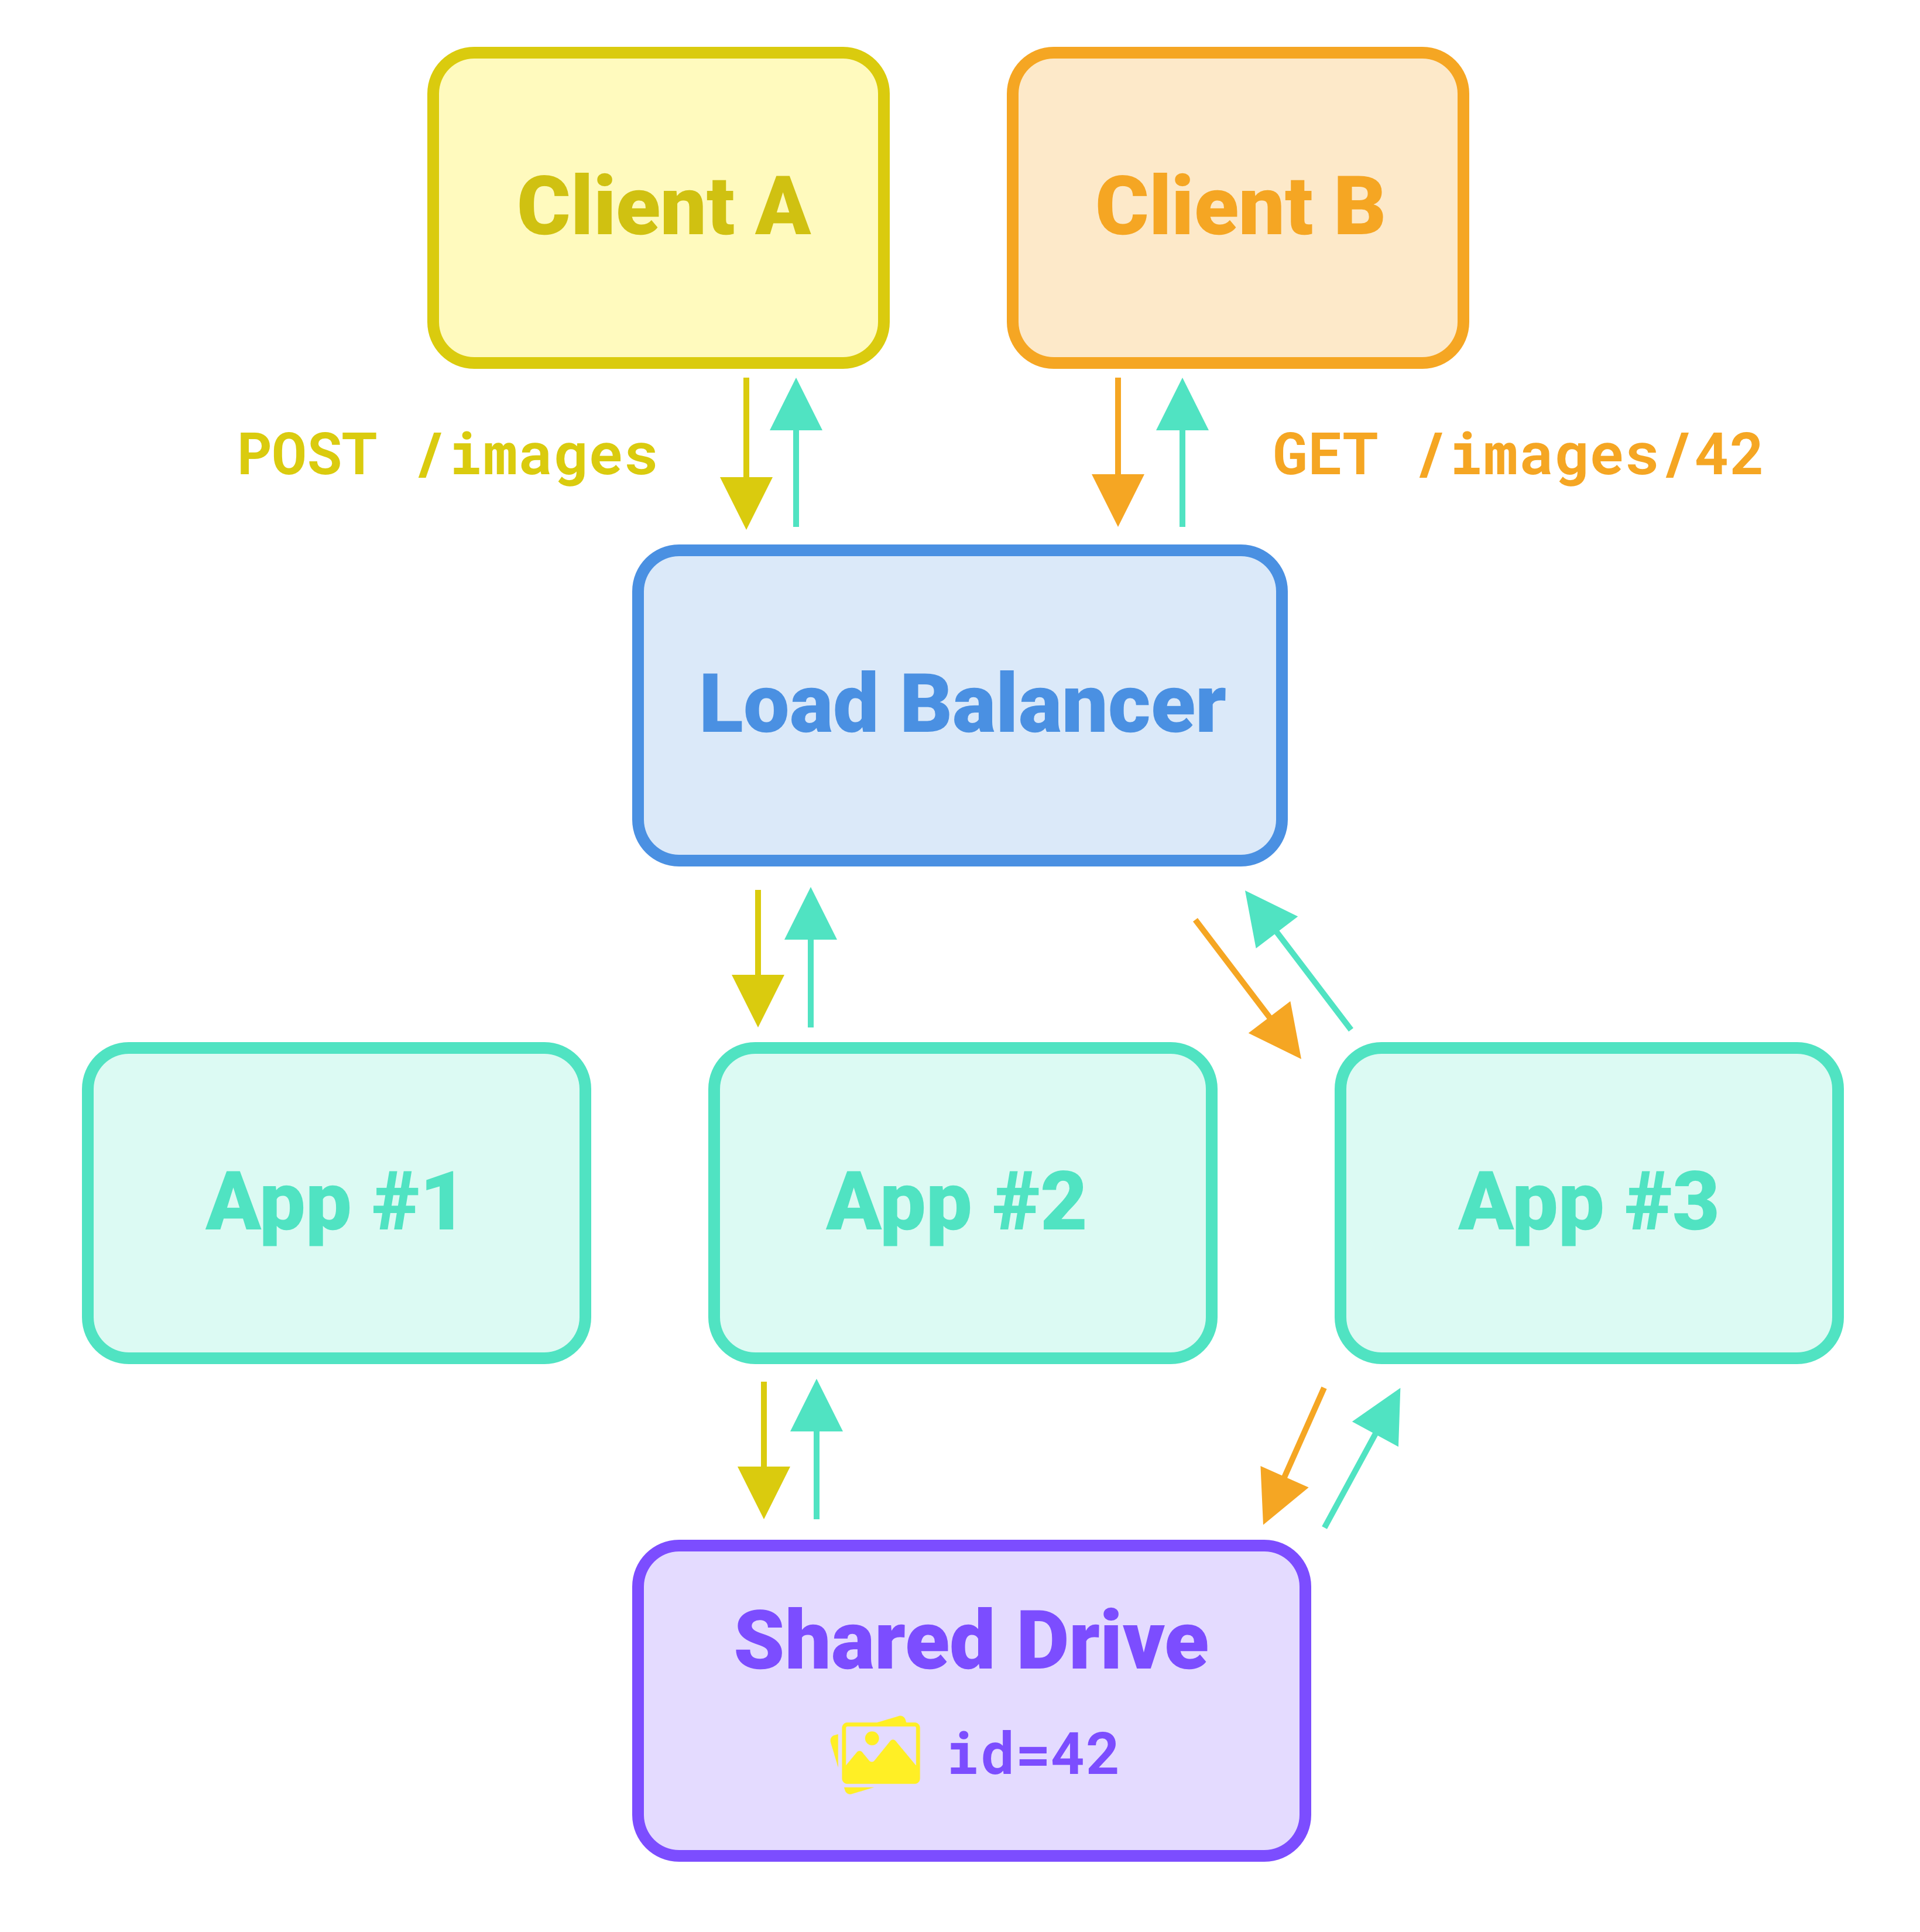 Client A
Client B
POST /images
GET /images/42
Load Balancer
App #1
App #2
App #3
Shared Drive
id=42